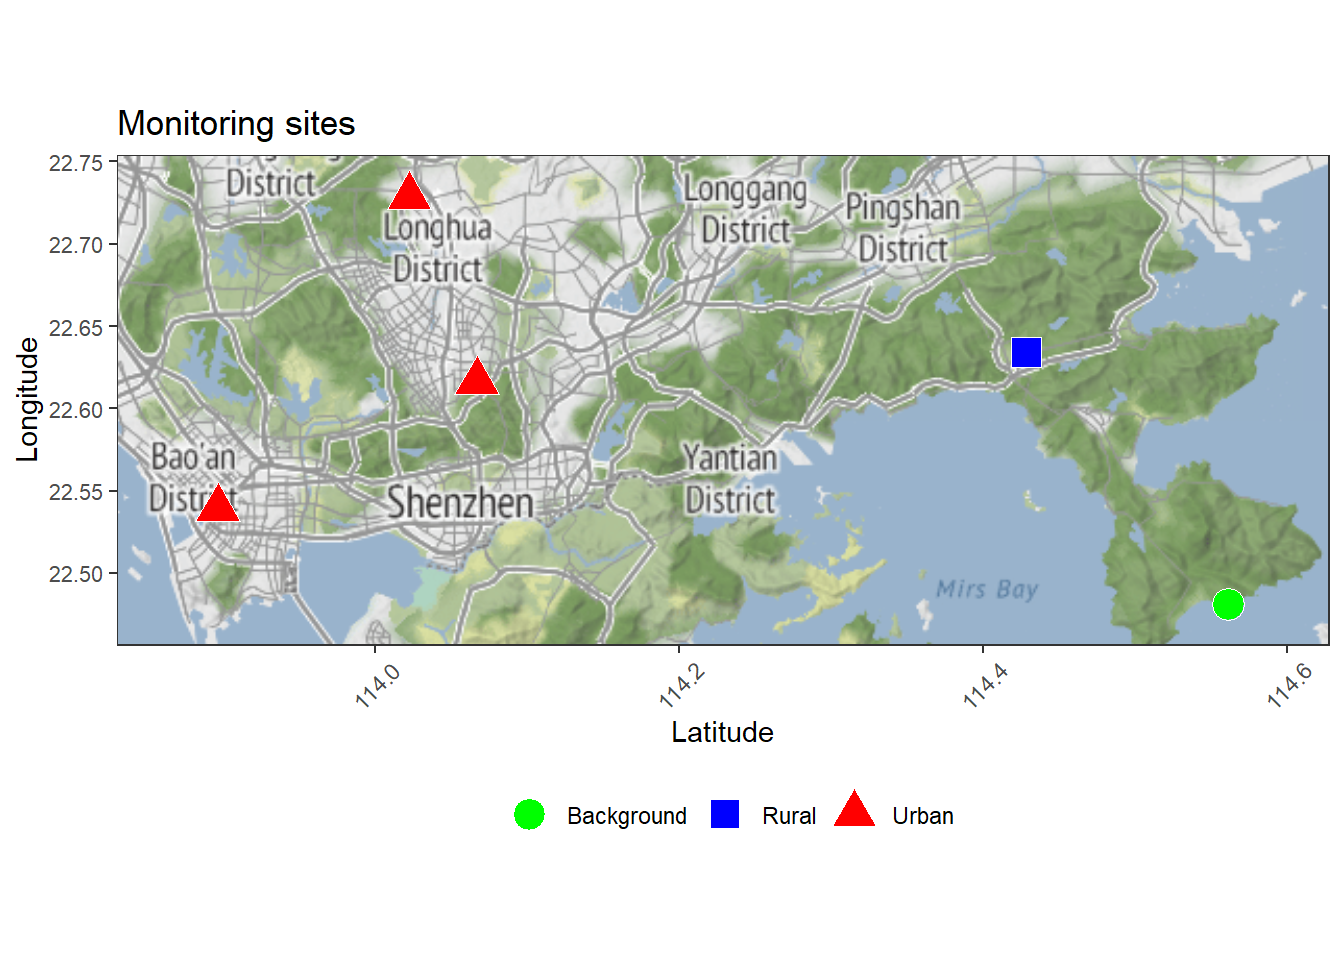 Monitoring sites
22.75
22.70
22.65
22.60
22.55
22.50
Longitude
District
Longhua
District
Longgang
District
Pingshan
District
Bao'an
District
Shenzhen
Yantian
District
Mirs Bay
114.0
114.2
114.4
114.6
Latitude
Background Rural Urban